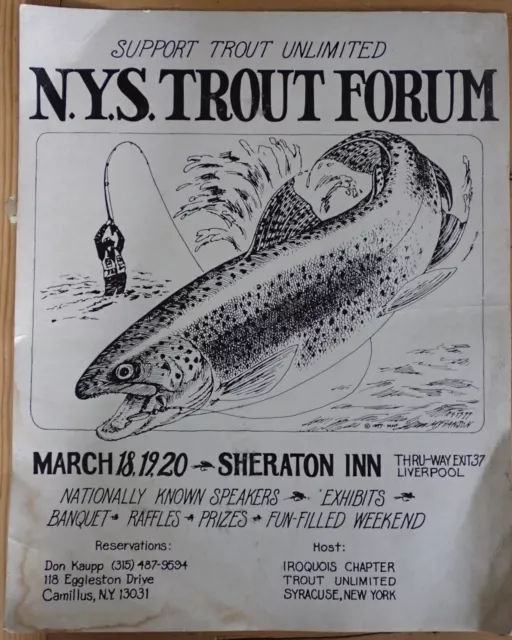 SUPPORT TROUT UNLIMITED
N.Y.S. TROUT FORUM
MARCH 18.19.20 SHERATON INN THRU-WAY EXIT.37
LIVERPOOL
NATIONALLY KNOWN SPEAKERS EXHIBITS
BANQUET RAFFLES PRIZES FUN-FILLED WEEKEND
Reservations:
Don Kaupp (315) 487-9594
118 Eggleston Drive
Camillus, N.Y. 13031
Host:
IROQUOIS CHAPTER
TROUT UNLIMITED
SYRACUSE, NEW YORK